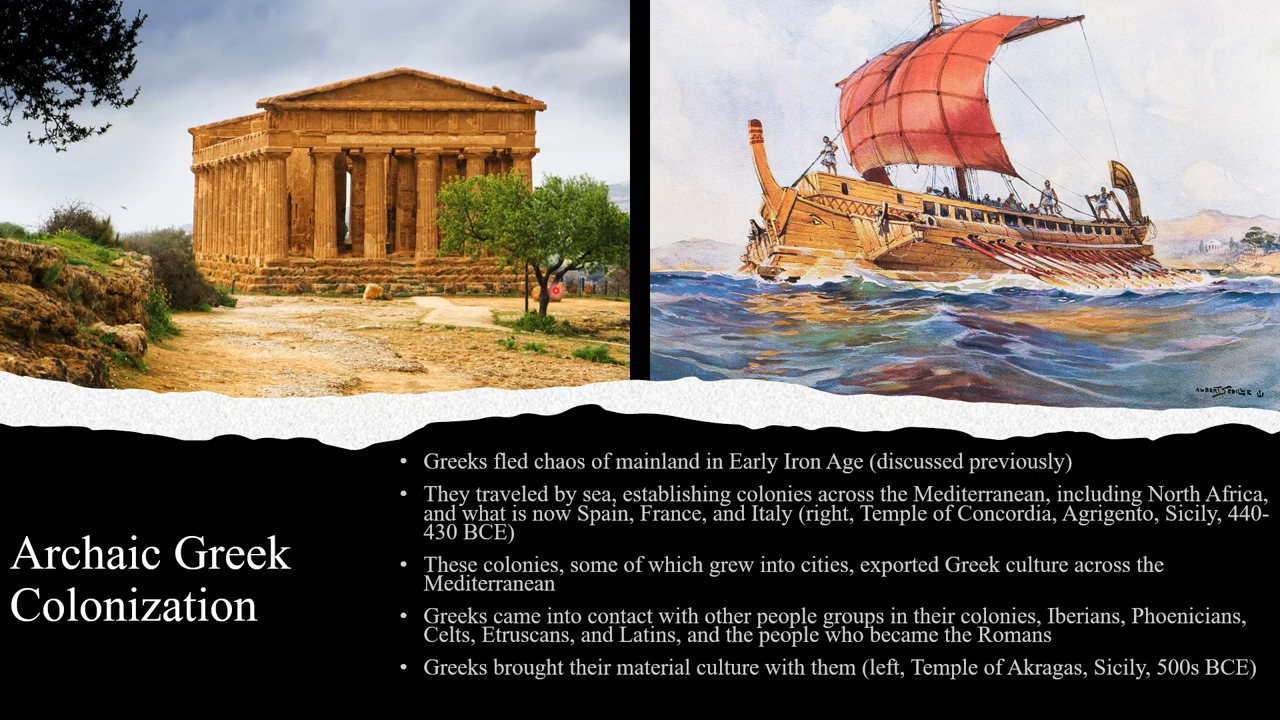 Archaic Greek
Colonization
• Greeks fled chaos of mainland in Early Iron Age (discussed previously)
• They traveled by sea, establishing colonies across the Mediterranean, including North Africa,
and what is now Spain, France, and Italy (right, Temple of Concordia, Agrigento, Sicily, 440-
430 BCE)
• These colonies, some of which grew into cities, exported Greek culture across the
Mediterranean
• Greeks came into contact with other people groups in their colonies, Iberians, Phoenicians,
Celts, Etruscans, and Latins, and the people who became the Romans
• Greeks brought their material culture with them (left, Temple of Akragas, Sicily, 500s BCE)